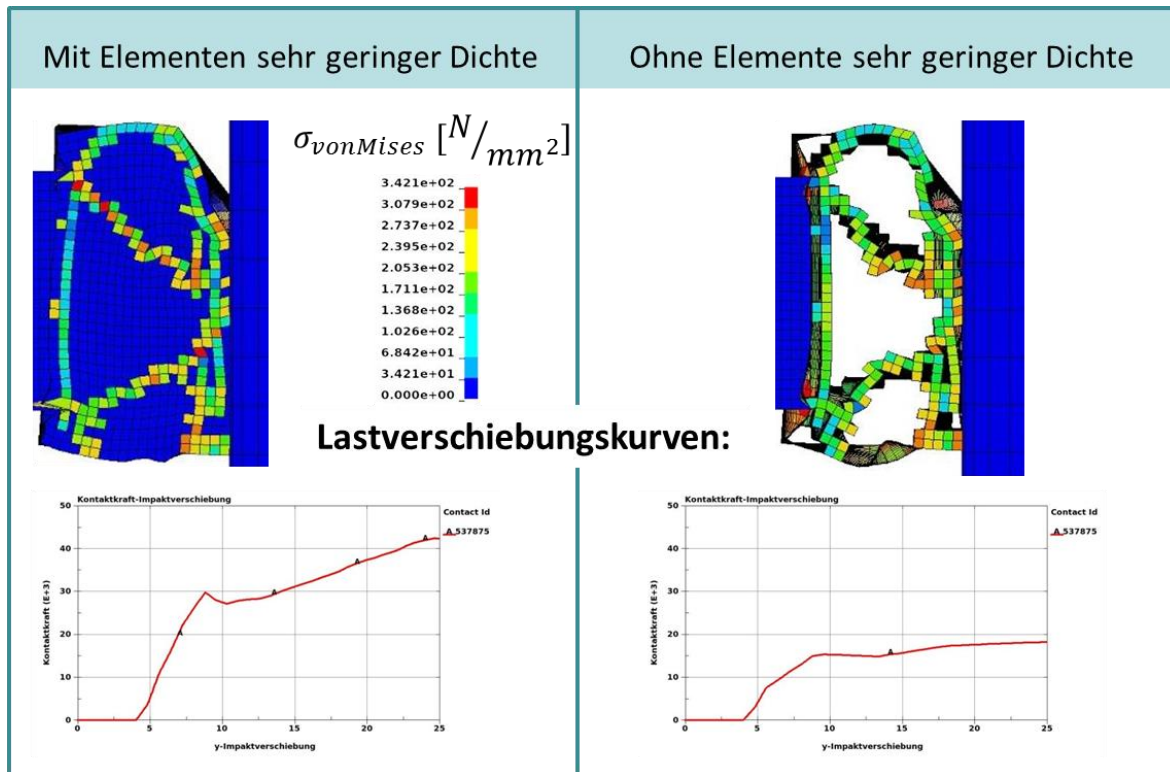 Mit Elementen sehr geringer Dichte
Ohne Elemente sehr geringer Dichte
σvonMises [N/mm²]
3.421e+02
3.079e+02
2.737e+02
2.395e+02
2.053e+02
1.711e+02
1.368e+02
1.026e+02
6.842e+01
3.421e+01
0.000e+00
Lastverschiebungskurven:
Kontaktkraft-Impaktverschiebung
Contact Id
A 537875
Kontaktkraft (E+3)
50
40
30
20
10
0
A
A
A
A
0 5 10 15 20 25
y-Impaktverschiebung
Kontaktkraft-Impaktverschiebung
Contact Id
A 537875
Kontaktkraft (E+3)
50
40
30
20
10
0
A
0 5 10 15 20 25
y-Impaktverschiebung